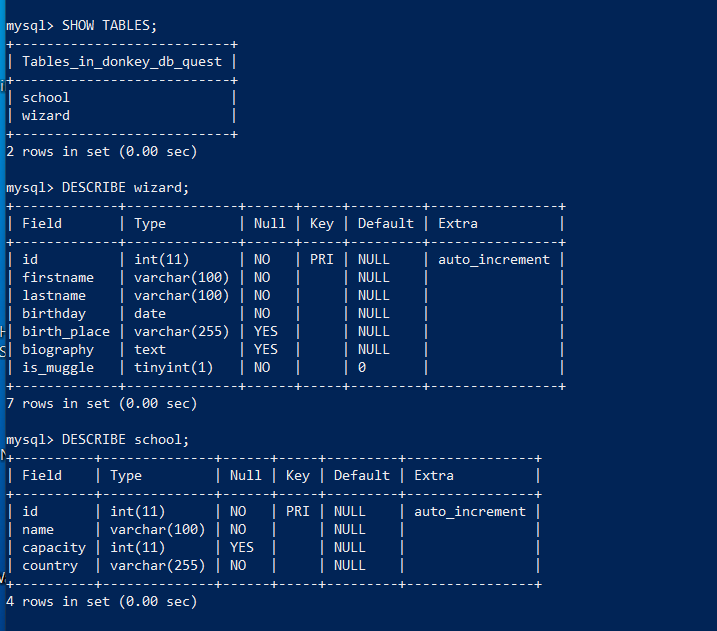 mysql> SHOW TABLES;
+---------------------------+
| Tables_in_donkey_db_quest |
+---------------------------+
| school                    |
| wizard                    |
+---------------------------+
2 rows in set (0.00 sec)

mysql> DESCRIBE wizard;
+-------------+--------------+------+-----+---------+----------------+
| Field       | Type         | Null | Key | Default | Extra          |
+-------------+--------------+------+-----+---------+----------------+
| id          | int(11)      | NO   | PRI | NULL    | auto_increment |
| firstname   | varchar(100) | NO   |     | NULL    |                |
| lastname    | varchar(100) | NO   |     | NULL    |                |
| birthday    | date         | NO   |     | NULL    |                |
| birth_place | varchar(255) | YES  |     | NULL    |                |
| biography   | text         | YES  |     | NULL    |                |
| is_muggle   | tinyint(1)   | NO   |     | 0       |                |
+-------------+--------------+------+-----+---------+----------------+
7 rows in set (0.00 sec)

mysql> DESCRIBE school;
+----------+--------------+------+-----+---------+----------------+
| Field    | Type         | Null | Key | Default | Extra          |
+----------+--------------+------+-----+---------+----------------+
| id       | int(11)      | NO   | PRI | NULL    | auto_increment |
| name     | varchar(100) | NO   |     | NULL    |                |
| capacity | int(11)      | YES  |     | NULL    |                |
| country  | varchar(255) | NO   |     | NULL    |                |
+----------+--------------+------+-----+---------+----------------+
4 rows in set (0.00 sec)